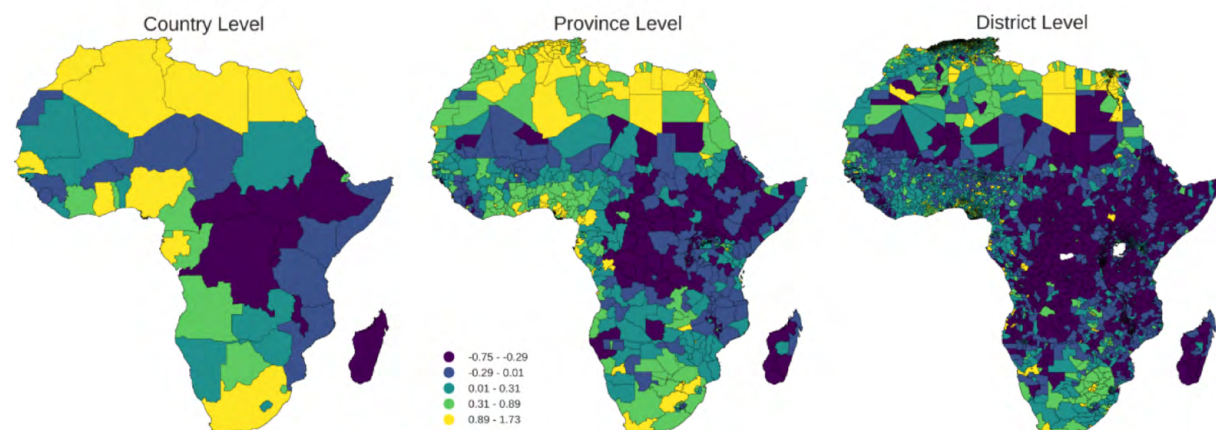 Country Level
Province Level
District Level
-0.75 - -0.29
-0.29 - 0.01
0.01 - 0.31
0.31 - 0.89
0.89 - 1.73